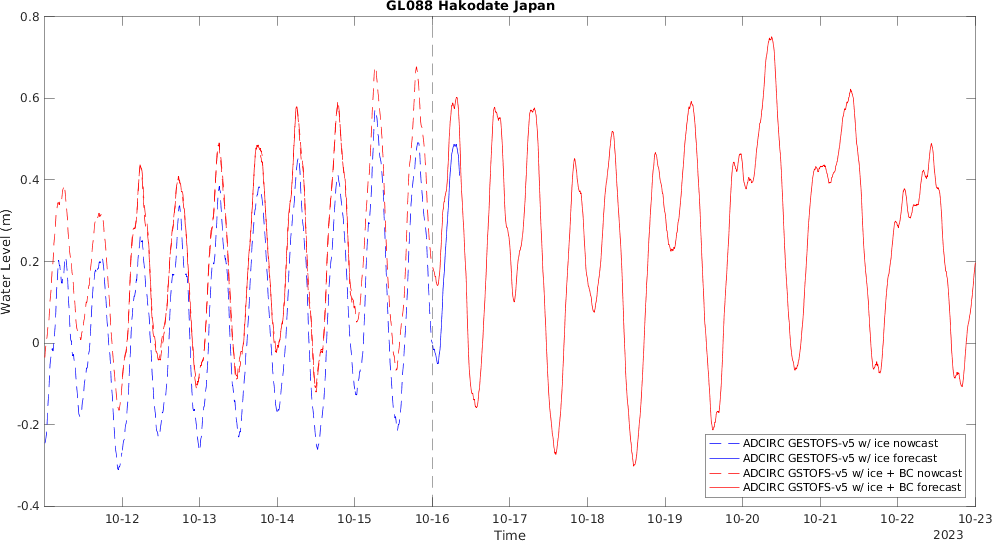 GL088 Hakodate Japan
0.8
0.6
0.4
0.2
0
-0.2
-0.4
Water Level (m)
10-12
10-13
10-14
10-15
10-16
10-17
10-18
10-19
10-20
10-21
10-22
10-23
Time
2023
ADCIRC GESTOFS-v5 w/ ice nowcast
ADCIRC GESTOFS-v5 w/ ice forecast
ADCIRC GSTOFS-v5 w/ ice + BC nowcast
ADCIRC GSTOFS-v5 w/ ice + BC forecast